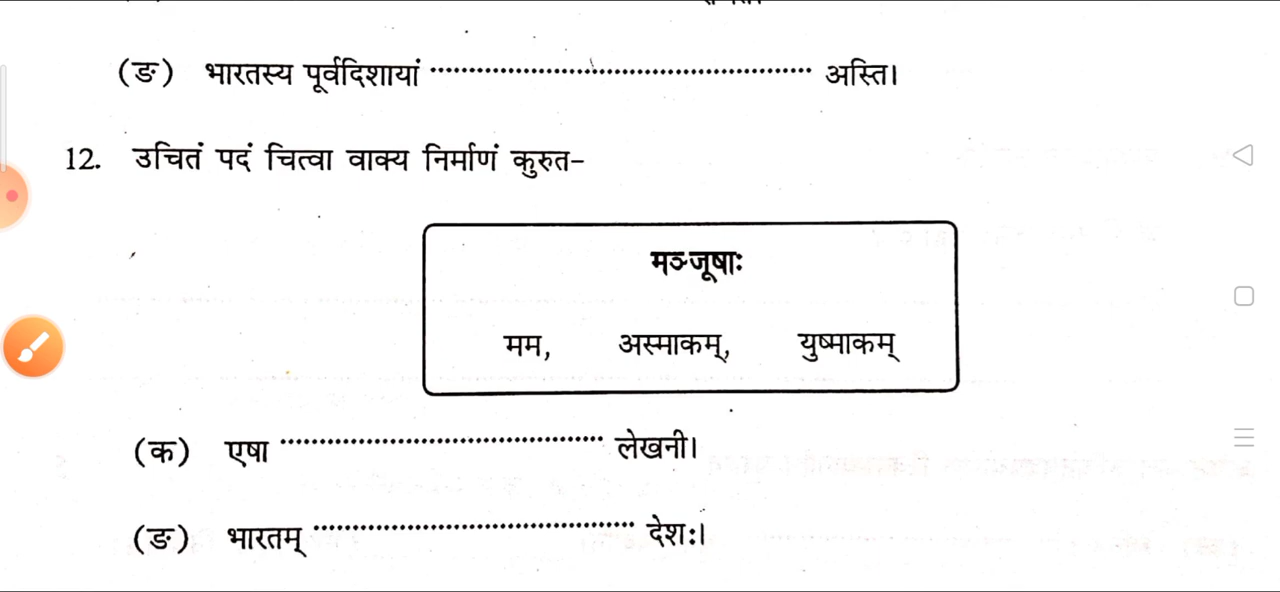 (ङ) भारतस्य पूर्वदिशायां ........................................ अस्ति।
12. उचितं पदं चित्वा वाक्य निर्माणं कुरुत-
मञ्जूषाः
मम, अस्माकम्, युष्माकम्
(क) एषा ........................................ लेखनी।
(ङ) भारतम् ........................................ देशः।